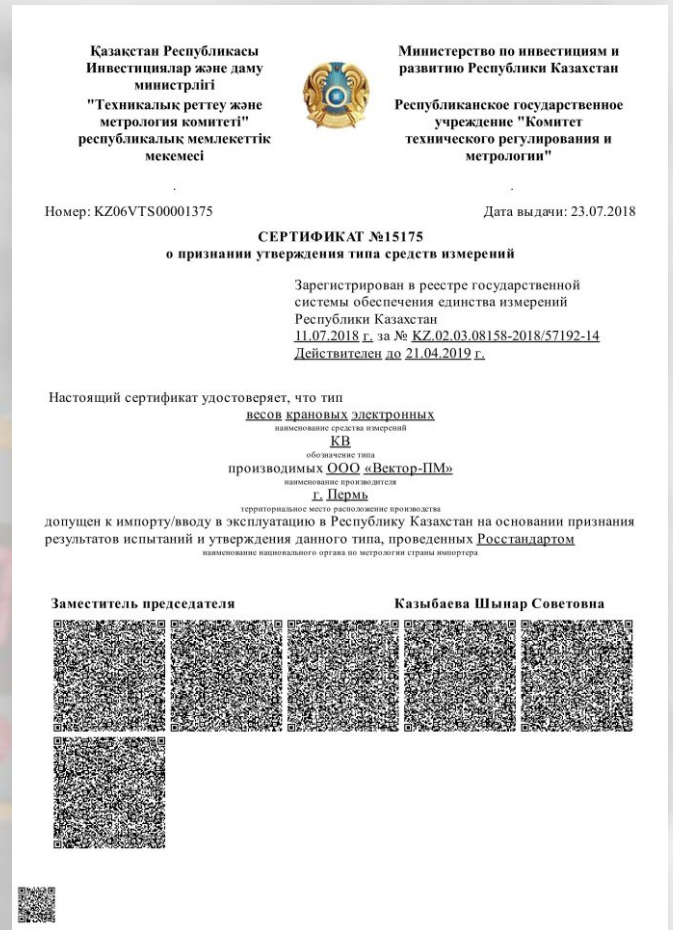 Қазақстан Республикасы
Инвестициялар және даму
министрлігі
"Техникалық реттеу және
метрология комитеті"
республикалық мемлекеттік
мекемесі
Министерство по инвестициям и
развитию Республики Казахстан
Республиканское государственное
учреждение "Комитет
технического регулирования и
метрологии"
Номер: KZ06VTS00001375
Дата выдачи: 23.07.2018
СЕРТИФИКАТ №15175
о признании утверждения типа средств измерений
Зарегистрирован в реестре государственной
системы обеспечения единства измерений
Республики Казахстан
11.07.2018 г. за № KZ.02.03.08158-2018/57192-14
Действителен до 21.04.2019 г.
Настоящий сертификат удостоверяет, что тип
весов крановых электронных
наименование средства измерений
КВ
обозначение типа
производимых ООО «Вектор-ПМ»
наименование производителя
г. Пермь
территориальное место расположение производства
допущен к импорту/вводу в эксплуатацию в Республику Казахстан на основании признания
результатов испытаний и утверждения данного типа, проведенных Росстандартом
наименование национального органа по метрологии страны импортера
Заместитель председателя
Казыбаева Шынар Советовна